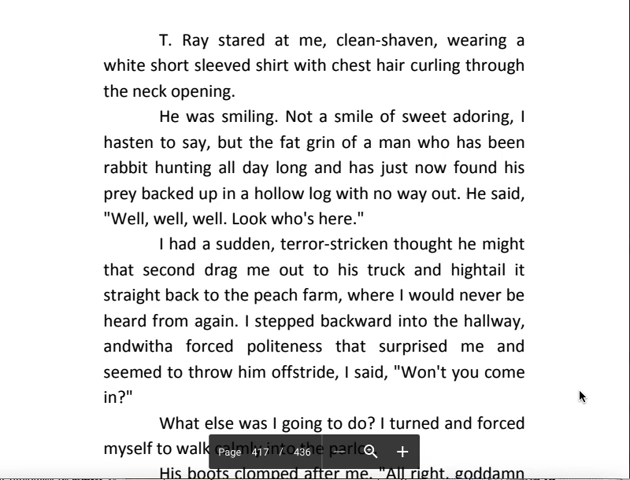 T. Ray stared at me, clean-shaven, wearing a
white short sleeved shirt with chest hair curling through
the neck opening.
He was smiling. Not a smile of sweet adoring, I
hasten to say, but the fat grin of a man who has been
rabbit hunting all day long and has just now found his
prey backed up in a hollow log with no way out. He said,
"Well, well, well. Look who's here."
I had a sudden, terror-stricken thought he might
that second drag me out to his truck and hightail it
straight back to the peach farm, where I would never be
heard from again. I stepped backward into the hallway,
andwitha forced politeness that surprised me and
seemed to throw him offstride, I said, "Won't you come
in?"
What else was I going to do? I turned and forced
myself to walk calmly into the parlor
Page 417 / 436 − +
His boots clomped after me. "All right, goddamn